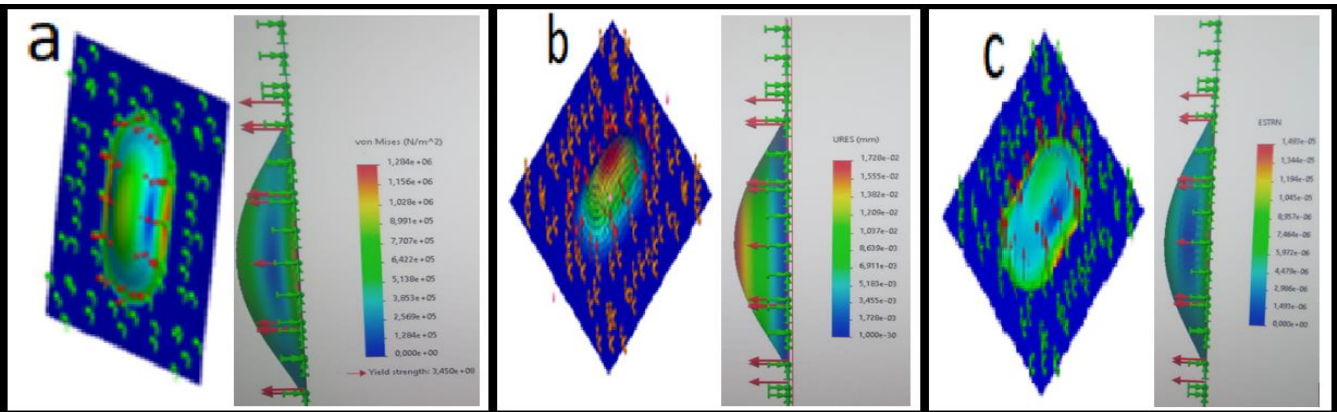 a
von Mises (N/m^2)
1,284e+06
1,156e+06
1,028e+06
8,991e+05
7,707e+05
6,422e+05
5,138e+05
3,853e+05
2,569e+05
1,284e+05
0,000e+00
Yield strength: 3,450e+08
b
URES (mm)
1,728e-02
1,555e-02
1,382e-02
1,209e-02
1,037e-02
8,639e-03
6,911e-03
5,183e-03
3,455e-03
1,728e-03
1,000e-30
c
ESTRN
1,493e-05
1,344e-05
1,194e-05
1,045e-05
8,957e-06
7,464e-06
5,972e-06
4,479e-06
2,986e-06
1,493e-06
0,000e+00